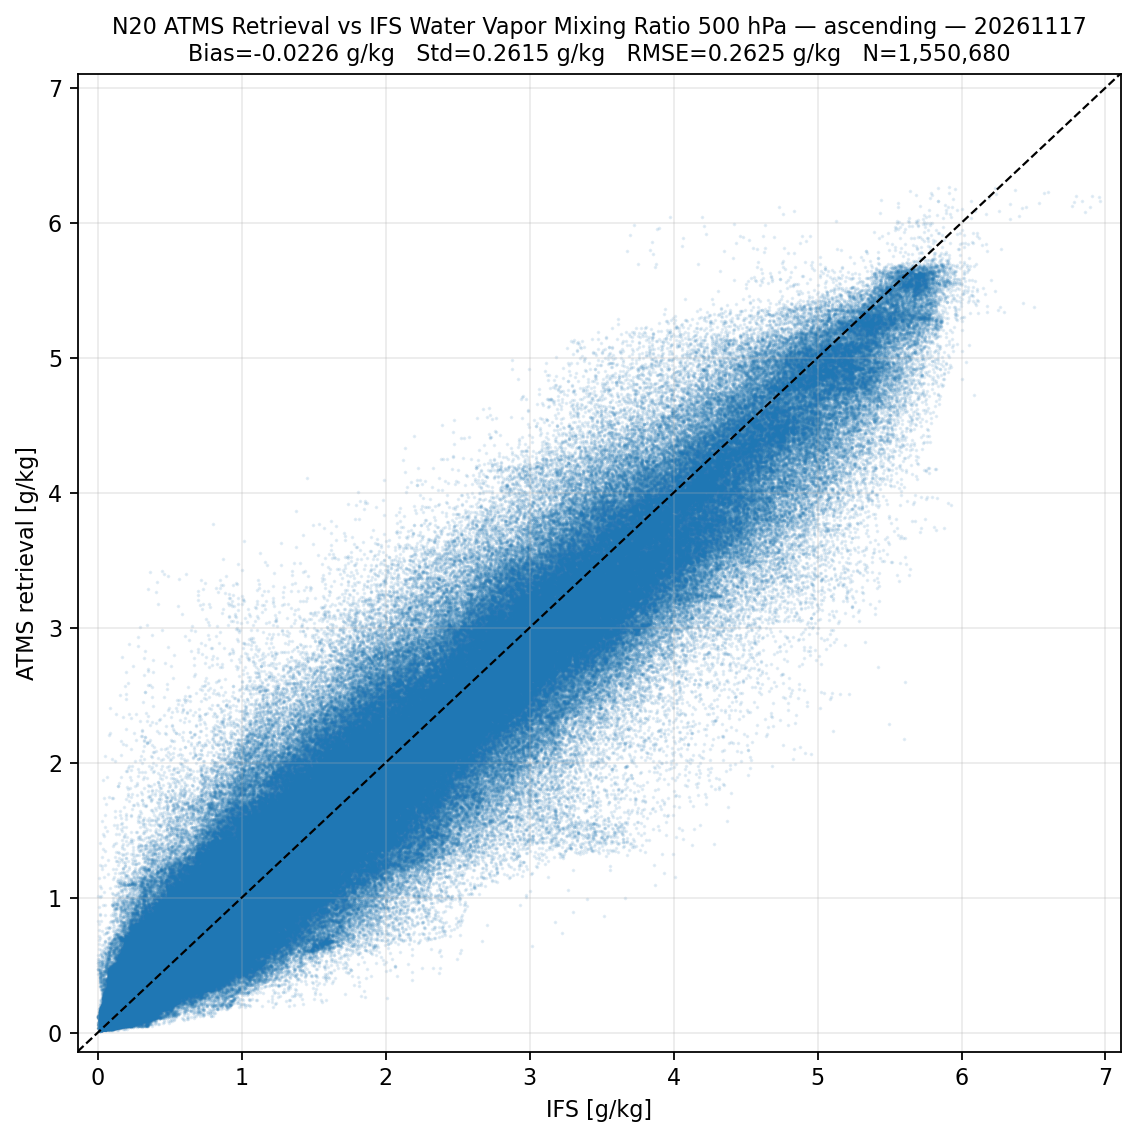 N20 ATMS Retrieval vs IFS Water Vapor Mixing Ratio 500 hPa — ascending — 20261117
Bias=-0.0226 g/kg   Std=0.2615 g/kg   RMSE=0.2625 g/kg   N=1,550,680
7
6
5
4
3
2
1
0
ATMS retrieval [g/kg]
0 1 2 3 4 5 6 7
IFS [g/kg]